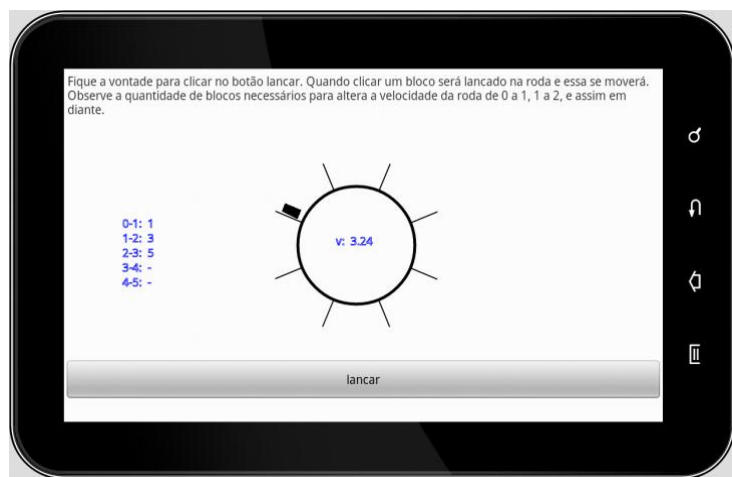 Fique a vontade para clicar no botão lancar. Quando clicar um bloco será lancado na roda e essa se moverá.
Observe a quantidade de blocos necessários para altera a velocidade da roda de 0 a 1, 1 a 2, e assim em
diante.
0-1: 1
1-2: 3
2-3: 5
3-4: -
4-5: -
v: 3.24
lancar